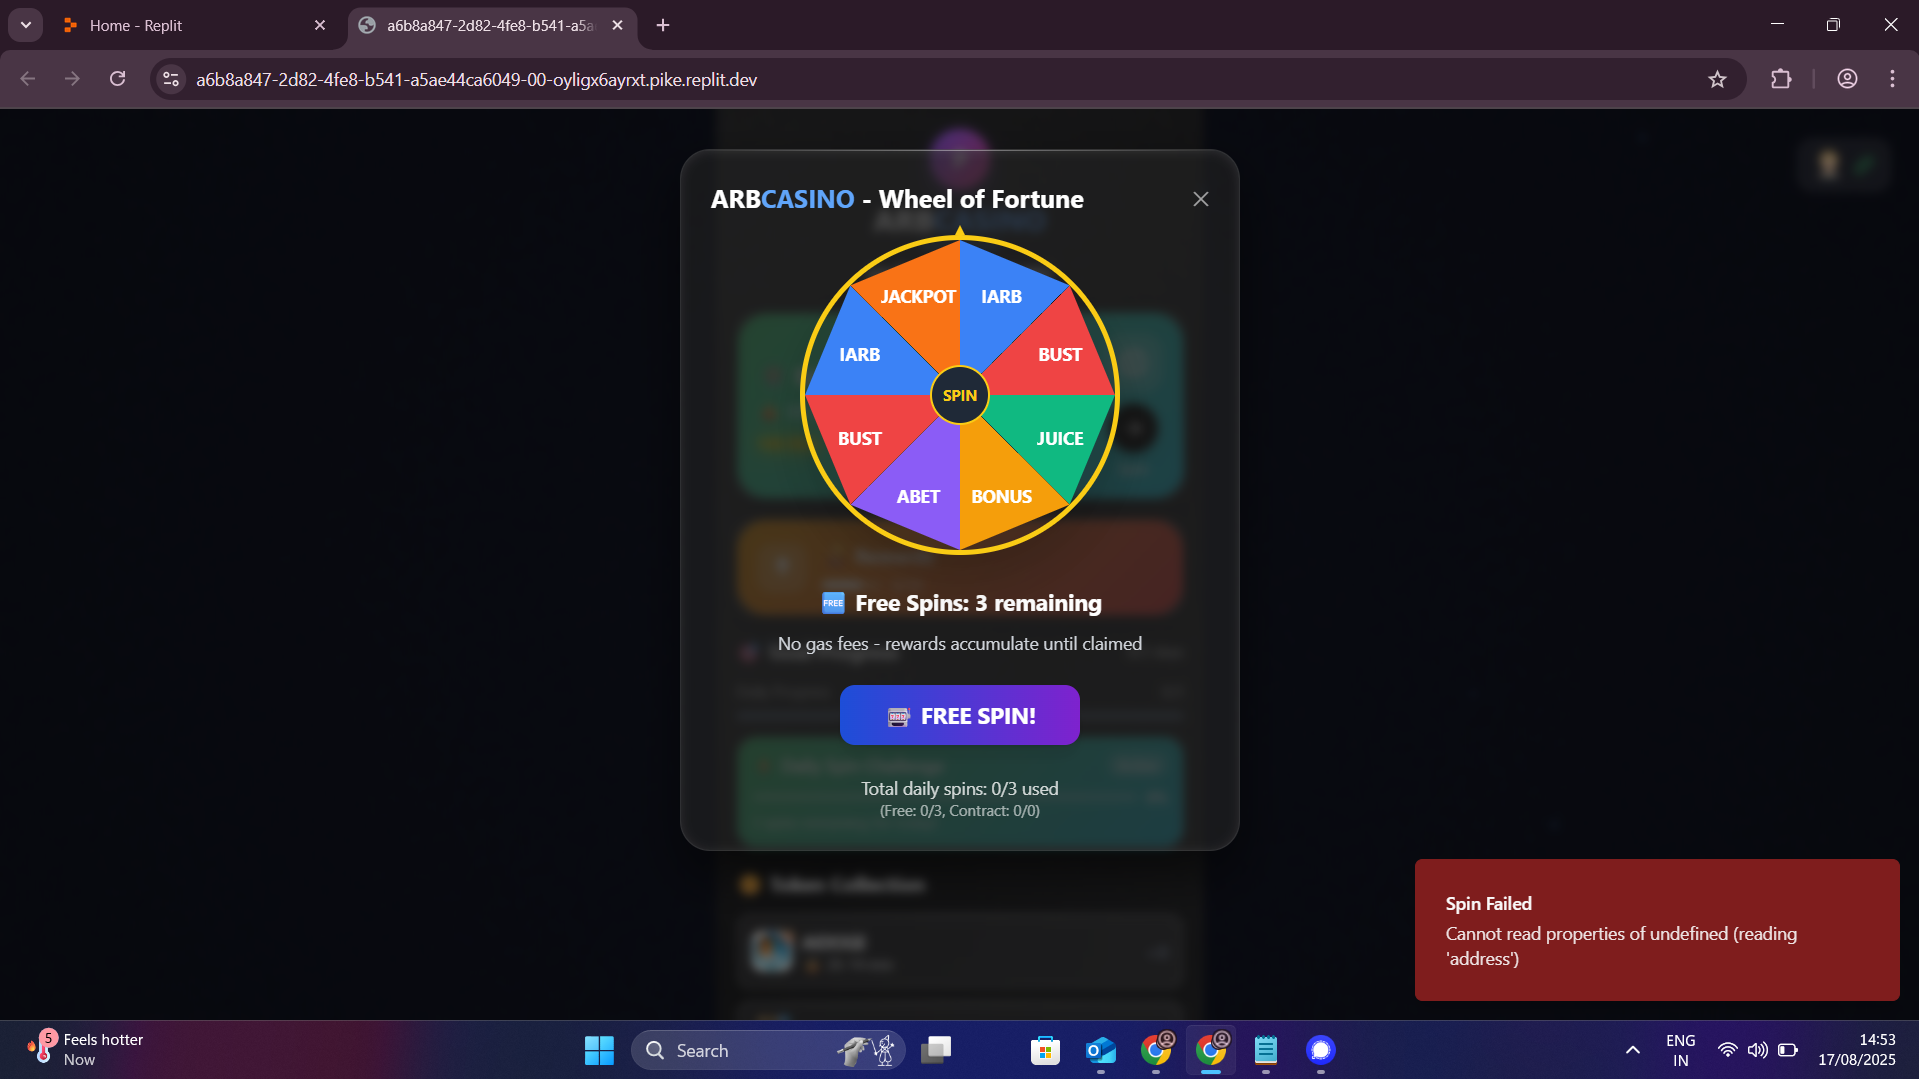 Home - Replit
a6b8a847-2d82-4fe8-b541-a5a
a6b8a847-2d82-4fe8-b541-a5ae44ca6049-00-oyligx6ayrxt.pike.replit.dev
ARBCASINO - Wheel of Fortune
JACKPOT
IARB
IARB
BUST
SPIN
BUST
JUICE
ABET
BONUS
FREE Free Spins: 3 remaining
No gas fees - rewards accumulate until claimed
FREE SPIN!
Total daily spins: 0/3 used
(Free: 0/3, Contract: 0/0)
Token Collection
Spin Failed
Cannot read properties of undefined (reading
'address')
5
Feels hotter
Now
Search
ENG
IN
14:53
17/08/2025